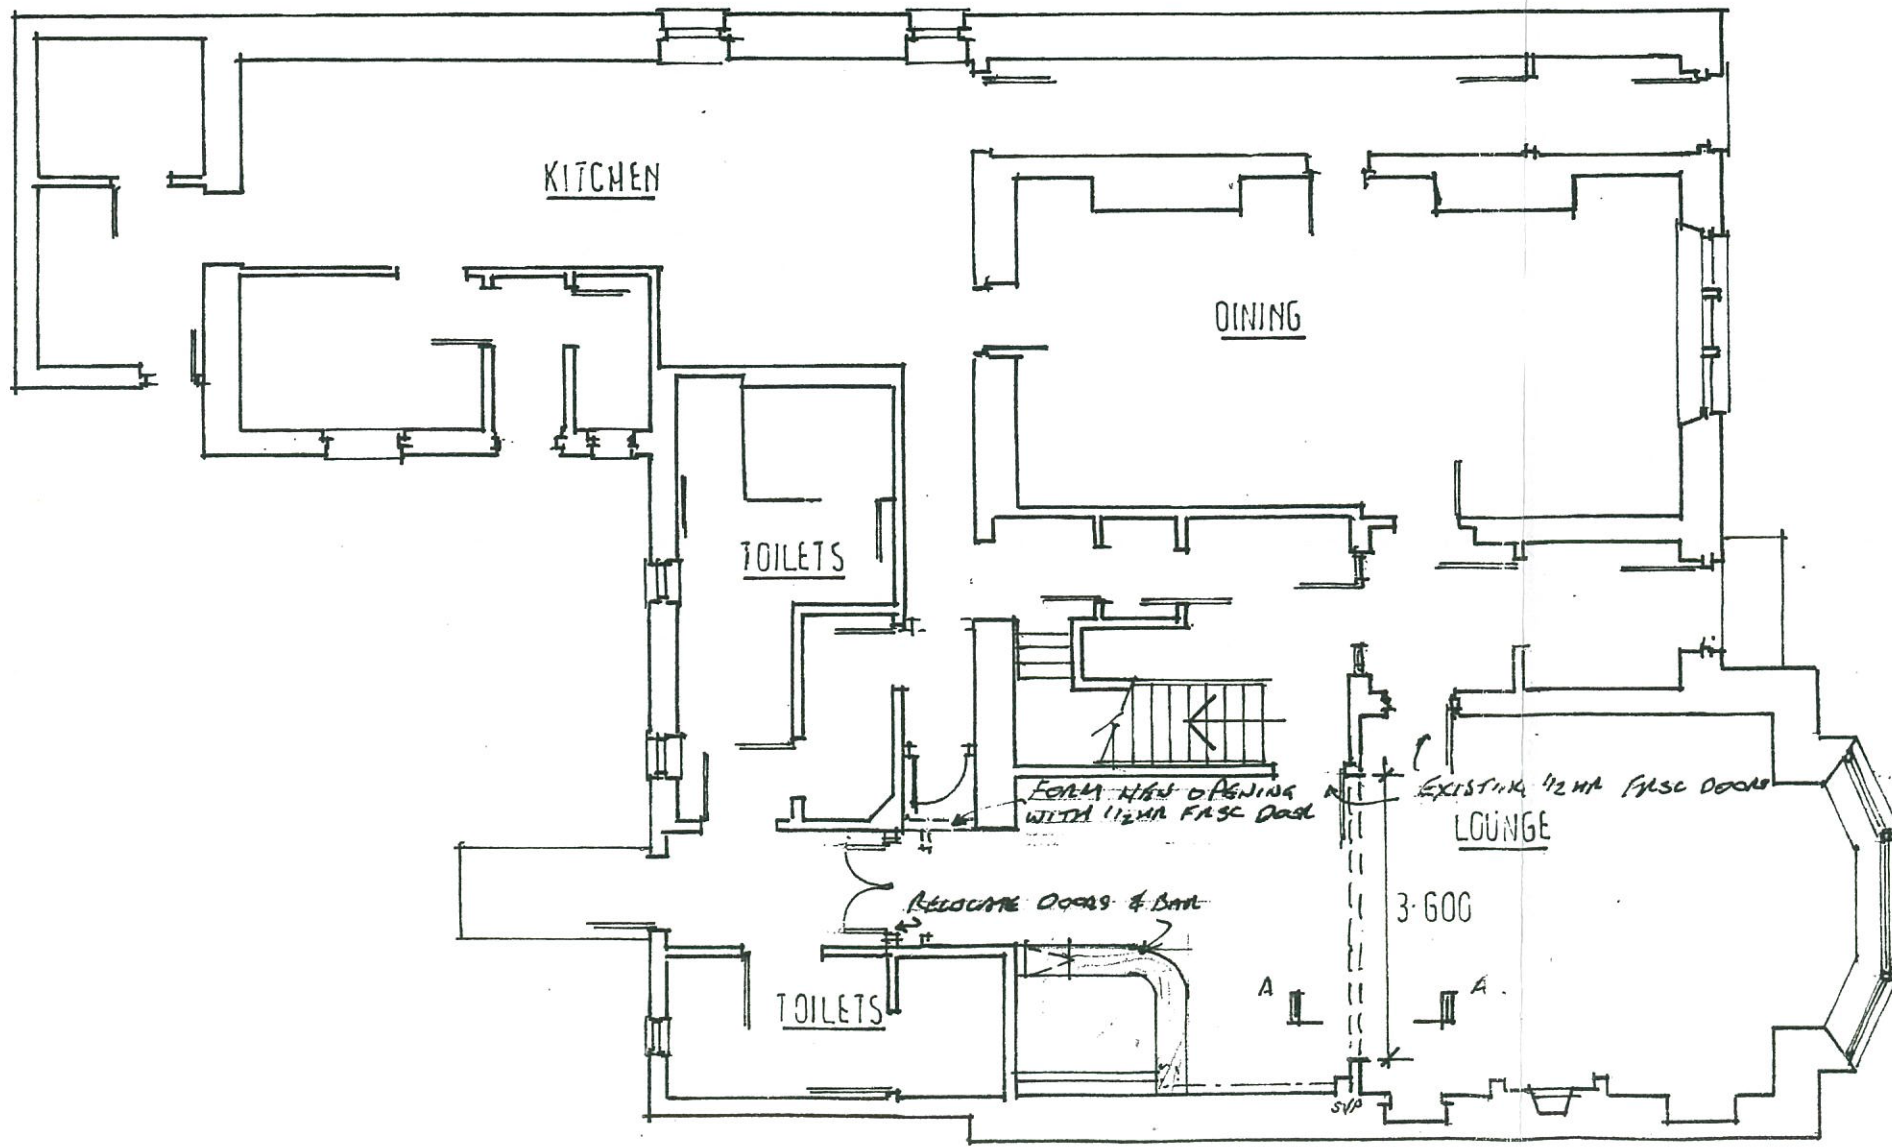 KITCHEN
DINING
TOILETS
FORM NEW OPENING
WITH 1/2 HR FRSC DOOR
EXISTING 1/2 HR FRSC DOORS
LOUNGE
RELOCATE DOORS & BAR
3·600
A
A
TOILETS
SVP